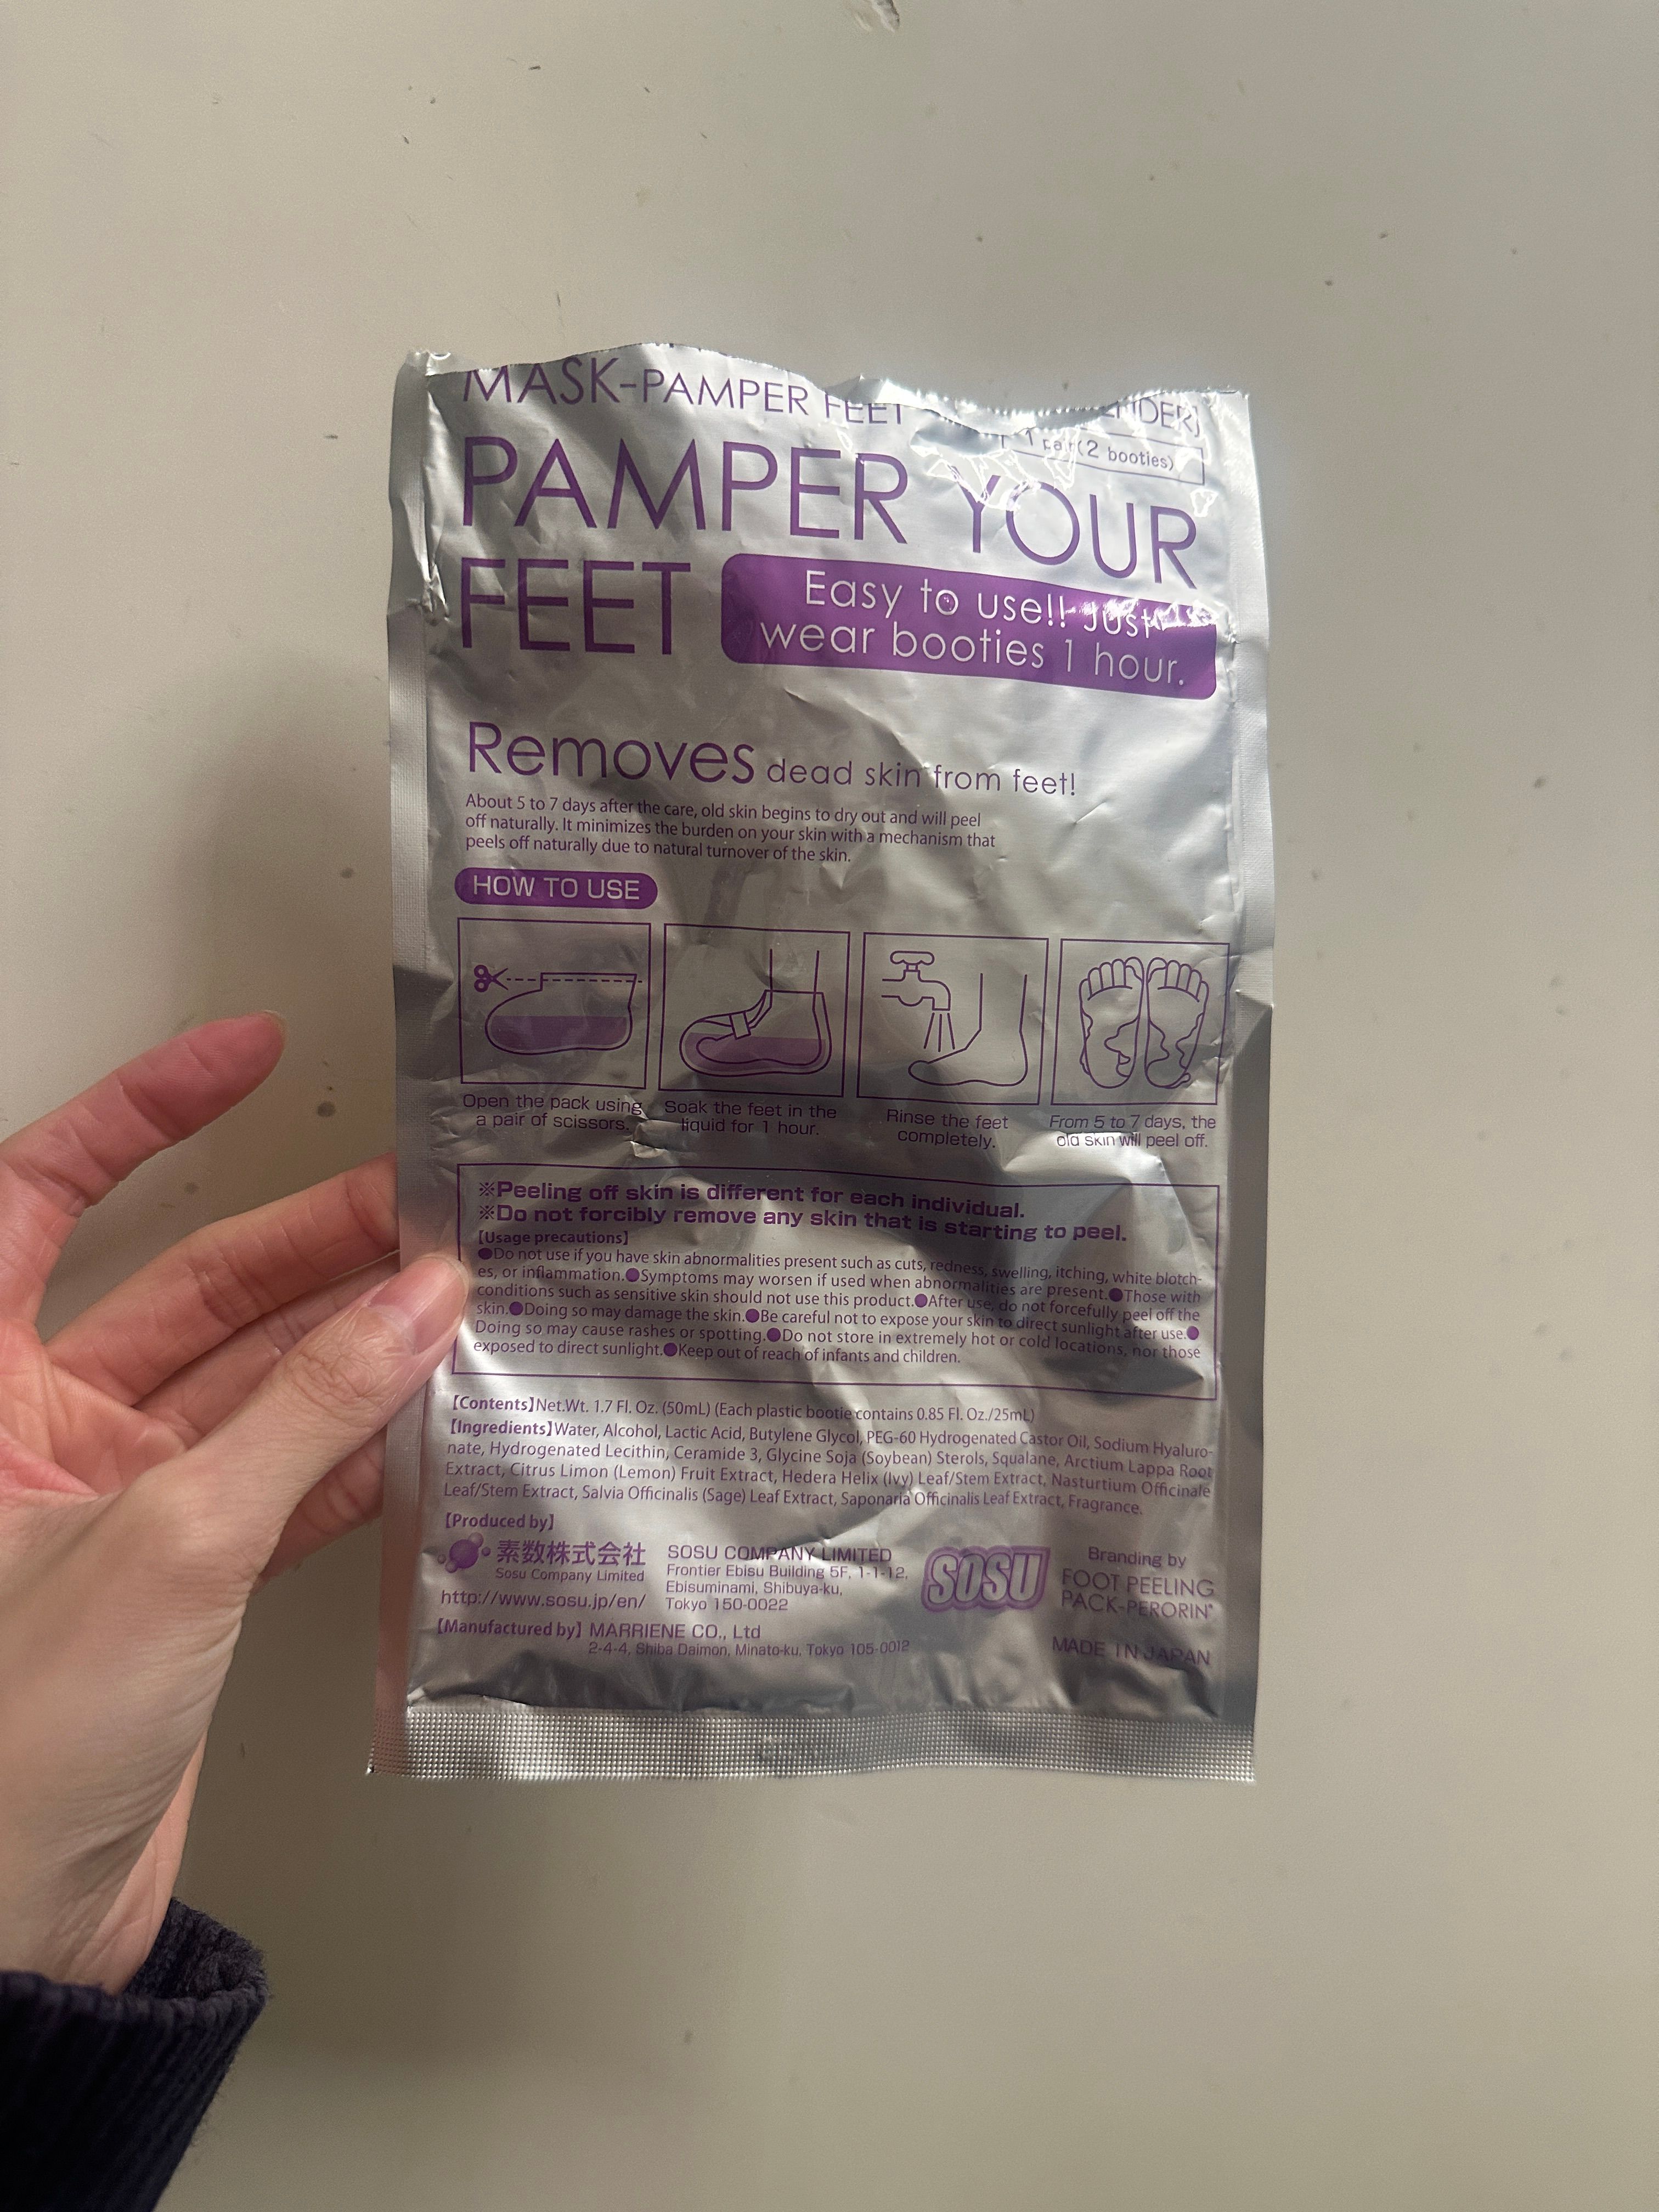 MASK-PAMPER FEET
1 pair(2 booties)
PAMPER YOUR
FEET
Easy to use!! Just
wear booties 1 hour.
Removes dead skin from feet!
About 5 to 7 days after the care, old skin begins to dry out and will peel
off naturally. It minimizes the burden on your skin with a mechanism that
peels off naturally due to natural turnover of the skin.
HOW TO USE
Open the pack using
a pair of scissors.
Soak the feet in the
liquid for 1 hour.
Rinse the feet
completely.
From 5 to 7 days, the
old skin will peel off.
※Peeling off skin is different for each individual.
※Do not forcibly remove any skin that is starting to peel.
【Usage precautions】
●Do not use if you have skin abnormalities present such as cuts, redness, swelling, itching, white blotch-
es, or inflammation.●Symptoms may worsen if used when abnormalities are present.●Those with
conditions such as sensitive skin should not use this product.●After use, do not forcefully peel off the
skin.●Doing so may damage the skin.●Be careful not to expose your skin to direct sunlight after use.●
Doing so may cause rashes or spotting.●Do not store in extremely hot or cold locations, nor those
exposed to direct sunlight.●Keep out of reach of infants and children.
【Contents】Net.Wt. 1.7 Fl. Oz. (50mL) (Each plastic bootie contains 0.85 Fl. Oz./25mL)
【Ingredients】Water, Alcohol, Lactic Acid, Butylene Glycol, PEG-60 Hydrogenated Castor Oil, Sodium Hyaluro-
nate, Hydrogenated Lecithin, Ceramide 3, Glycine Soja (Soybean) Sterols, Squalane, Arctium Lappa Root
Extract, Citrus Limon (Lemon) Fruit Extract, Hedera Helix (Ivy) Leaf/Stem Extract, Nasturtium Officinale
Leaf/Stem Extract, Salvia Officinalis (Sage) Leaf Extract, Saponaria Officinalis Leaf Extract, Fragrance.
【Produced by】
素数株式会社
Sosu Company Limited
http://www.sosu.jp/en/
SOSU COMPANY LIMITED
Frontier Ebisu Building 5F, 1-1-12,
Ebisuminami, Shibuya-ku,
Tokyo 150-0022
SOSU
Branding by
FOOT PEELING
PACK-PERORIN®
【Manufactured by】MARRIENE CO., Ltd
2-4-4, Shiba Daimon, Minato-ku, Tokyo 105-0012
MADE IN JAPAN